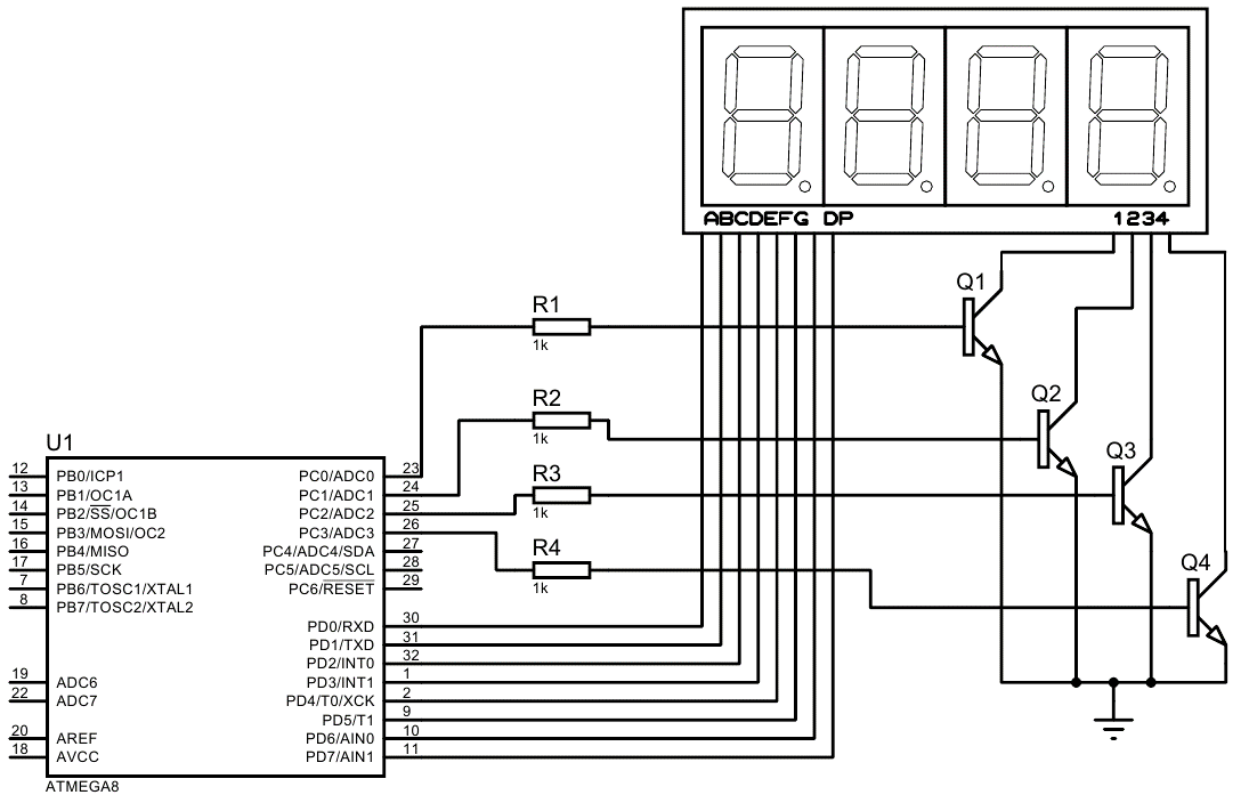 ABCDEFG DP
1234
Q1
R1
1k
Q2
R2
1k
Q3
R3
1k
Q4
R4
1k
U1
12 PB0/ICP1
13 PB1/OC1A
14 PB2/SS/OC1B
15 PB3/MOSI/OC2
16 PB4/MISO
17 PB5/SCK
7 PB6/TOSC1/XTAL1
8 PB7/TOSC2/XTAL2
19 ADC6
22 ADC7
20 AREF
18 AVCC
PC0/ADC0 23
PC1/ADC1 24
PC2/ADC2 25
PC3/ADC3 26
PC4/ADC4/SDA 27
PC5/ADC5/SCL 28
PC6/RESET 29
PD0/RXD 30
PD1/TXD 31
PD2/INT0 32
PD3/INT1 1
PD4/T0/XCK 2
PD5/T1 9
PD6/AIN0 10
PD7/AIN1 11
ATMEGA8